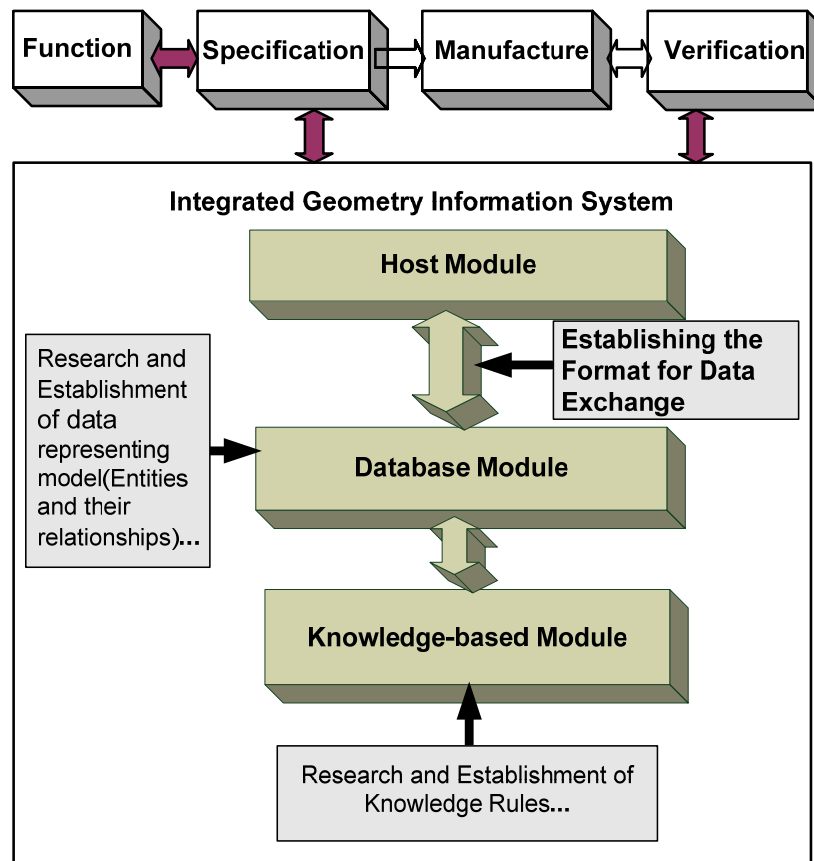 Function
Specification
Manufacture
Verification
Integrated Geometry Information System
Host Module
Establishing the
Format for Data
Exchange
Research and
Establishment
of data
representing
model(Entities
and their
relationships)...
Database Module
Knowledge-based Module
Research and Establishment of
Knowledge Rules...